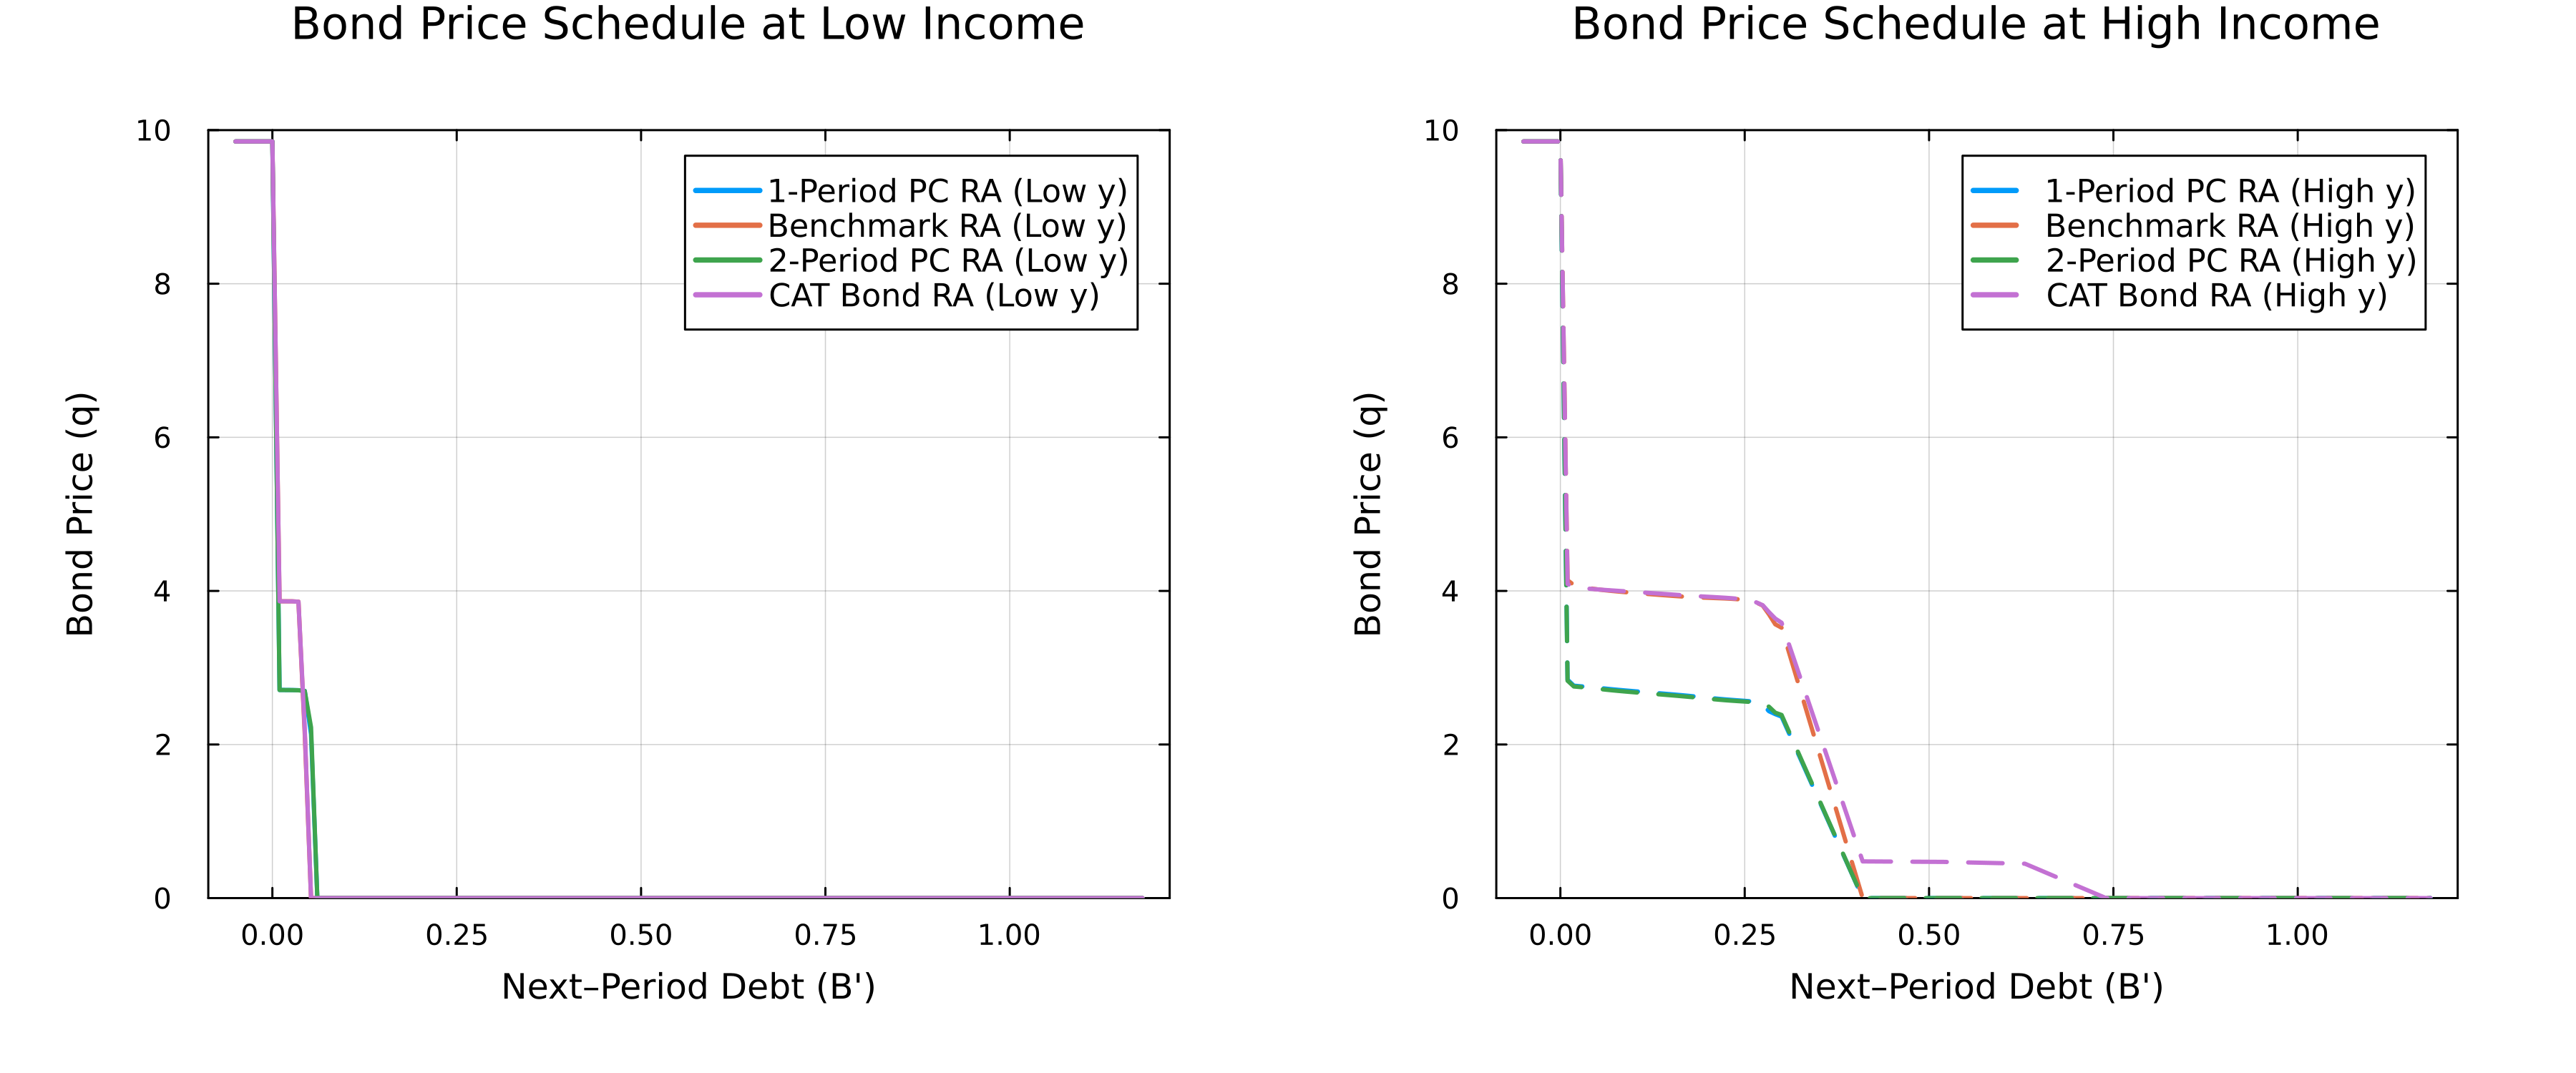 Bond Price Schedule at Low Income
10
8
6
4
2
0
Bond Price (q)
1-Period PC RA (Low y)
Benchmark RA (Low y)
2-Period PC RA (Low y)
CAT Bond RA (Low y)
0.00 0.25 0.50 0.75 1.00
Next–Period Debt (B')
Bond Price Schedule at High Income
10
8
6
4
2
0
Bond Price (q)
1-Period PC RA (High y)
Benchmark RA (High y)
2-Period PC RA (High y)
CAT Bond RA (High y)
0.00 0.25 0.50 0.75 1.00
Next–Period Debt (B')